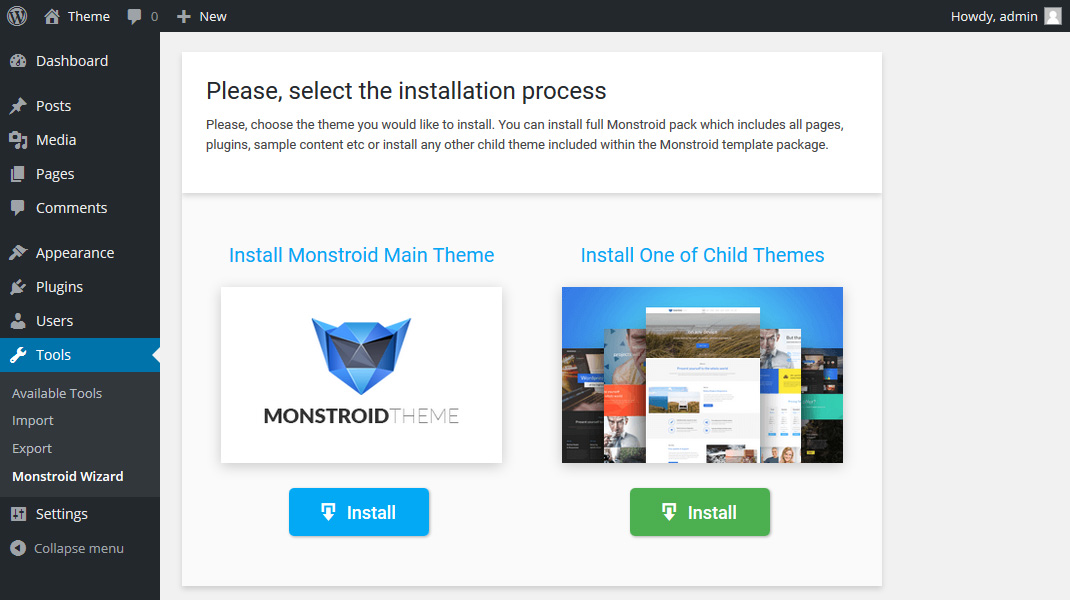 Theme
0
New
Howdy, admin
Dashboard
Posts
Media
Pages
Comments
Appearance
Plugins
Users
Tools
Available Tools
Import
Export
Monstroid Wizard
Settings
Collapse menu
Please, select the installation process
Please, choose the theme you would like to install. You can install full Monstroid pack which includes all pages,
plugins, sample content etc or install any other child theme included within the Monstroid template package.
Install Monstroid Main Theme
MONSTROIDTHEME
Install
Install One of Child Themes
Install